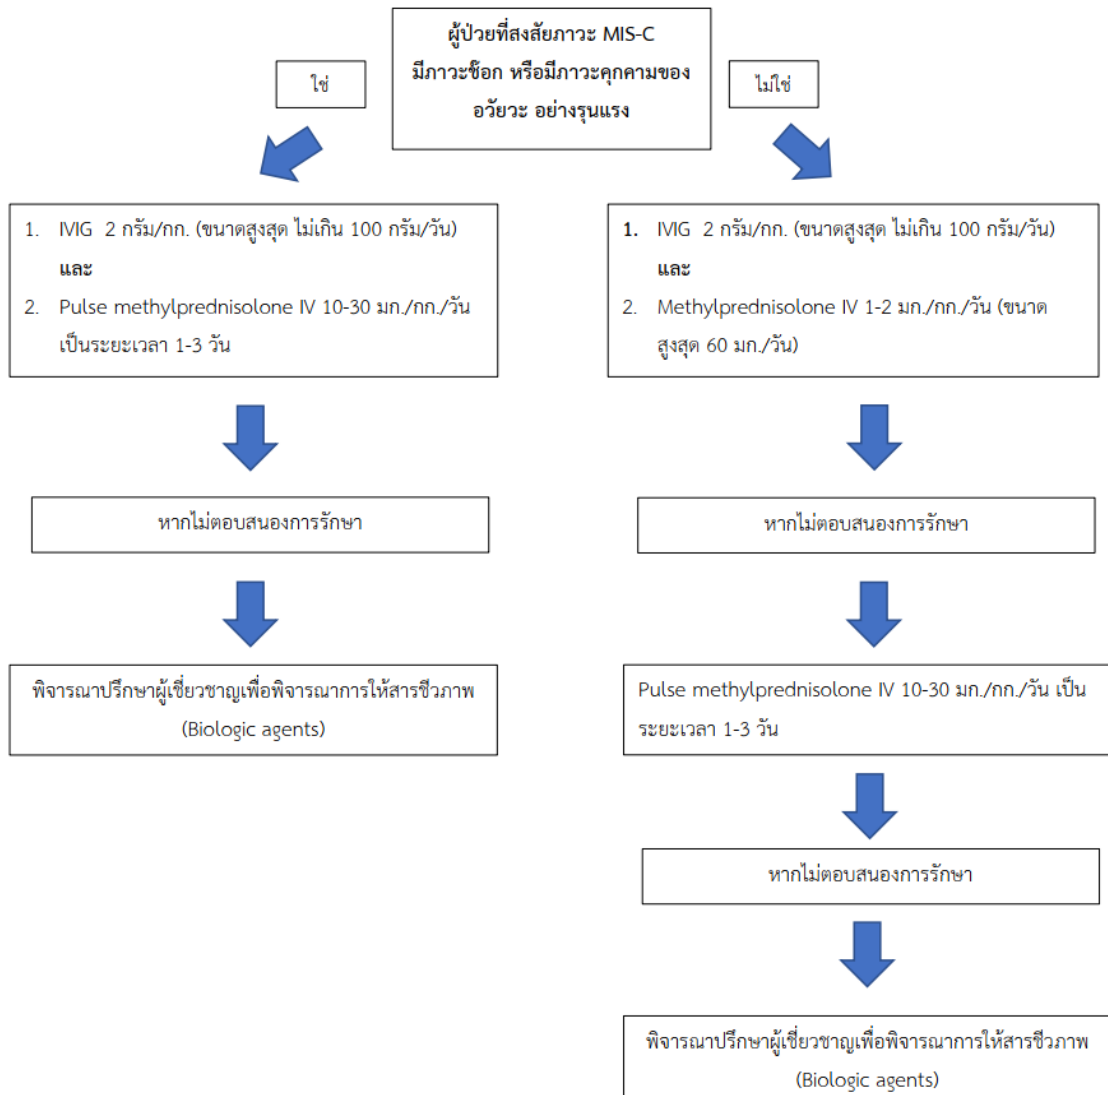 ผู้ป่วยที่สงสัยภาวะ MIS-C
มีภาวะช๊อก หรือมีภาวะคุกคามของ
อวัยวะ อย่างรุนแรง
ใช่
ไม่ใช่
1. IVIG 2 กรัม/กก. (ขนาดสูงสุด ไม่เกิน 100 กรัม/วัน)
และ
2. Pulse methylprednisolone IV 10-30 มก./กก./วัน
เป็นระยะเวลา 1-3 วัน
1. IVIG 2 กรัม/กก. (ขนาดสูงสุด ไม่เกิน 100 กรัม/วัน)
และ
2. Methylprednisolone IV 1-2 มก./กก./วัน (ขนาด
สูงสุด 60 มก./วัน)
หากไม่ตอบสนองการรักษา
หากไม่ตอบสนองการรักษา
พิจารณาปรึกษาผู้เชี่ยวชาญเพื่อพิจารณาการให้สารชีวภาพ
(Biologic agents)
Pulse methylprednisolone IV 10-30 มก./กก./วัน เป็น
ระยะเวลา 1-3 วัน
หากไม่ตอบสนองการรักษา
พิจารณาปรึกษาผู้เชี่ยวชาญเพื่อพิจารณาการให้สารชีวภาพ
(Biologic agents)